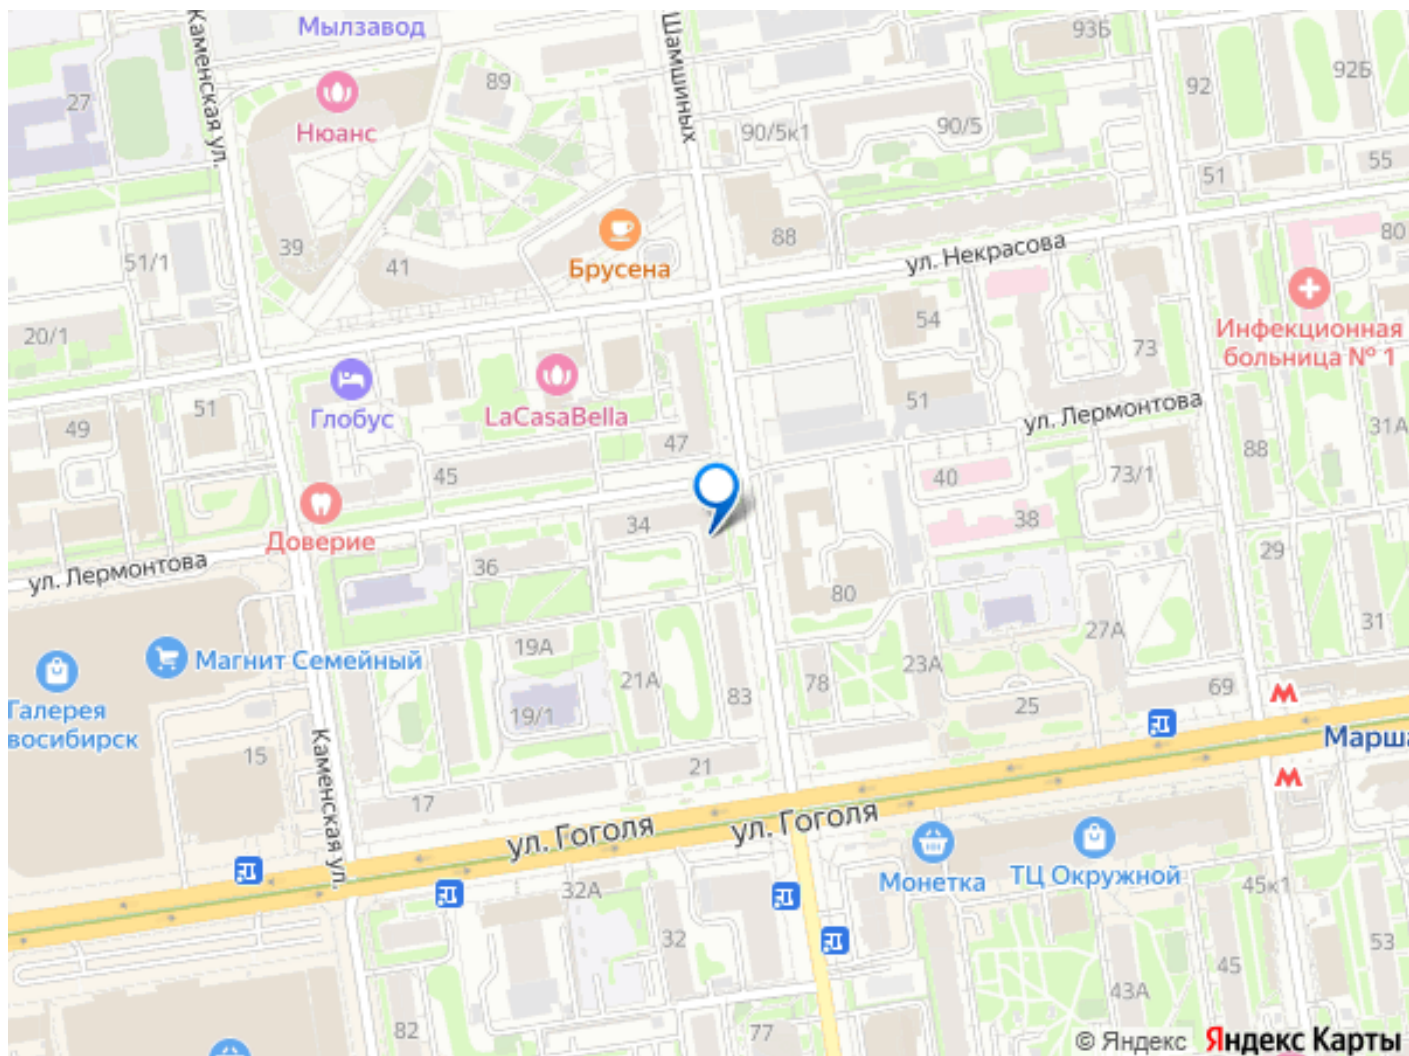 Мылзавод
Каменская ул.
Шамшиных
93Б
92Б
92
27
89
Нюанс
90/5к1
90/5
55
51
39
41
51/1
Брусена
88
ул. Некрасова
80
20/1
54
Инфекционная
больница № 1
73
Глобус
LaCasaBella
51
49
51
47
45
ул. Лермонтова
31А
88
40
73/1
Доверие
34
38
36
ул. Лермонтова
29
80
31
27А
19А
Магнит Семейный
21А
23А
83
78
69
25
Галерея
восибирск
19/1
Марша
15
Каменская ул.
21
17
ул. Гоголя
ул. Гоголя
Монетка
ТЦ Окружной
32А
45к1
32
53
45
43А
82
77
© Яндекс
Яндекс Карты